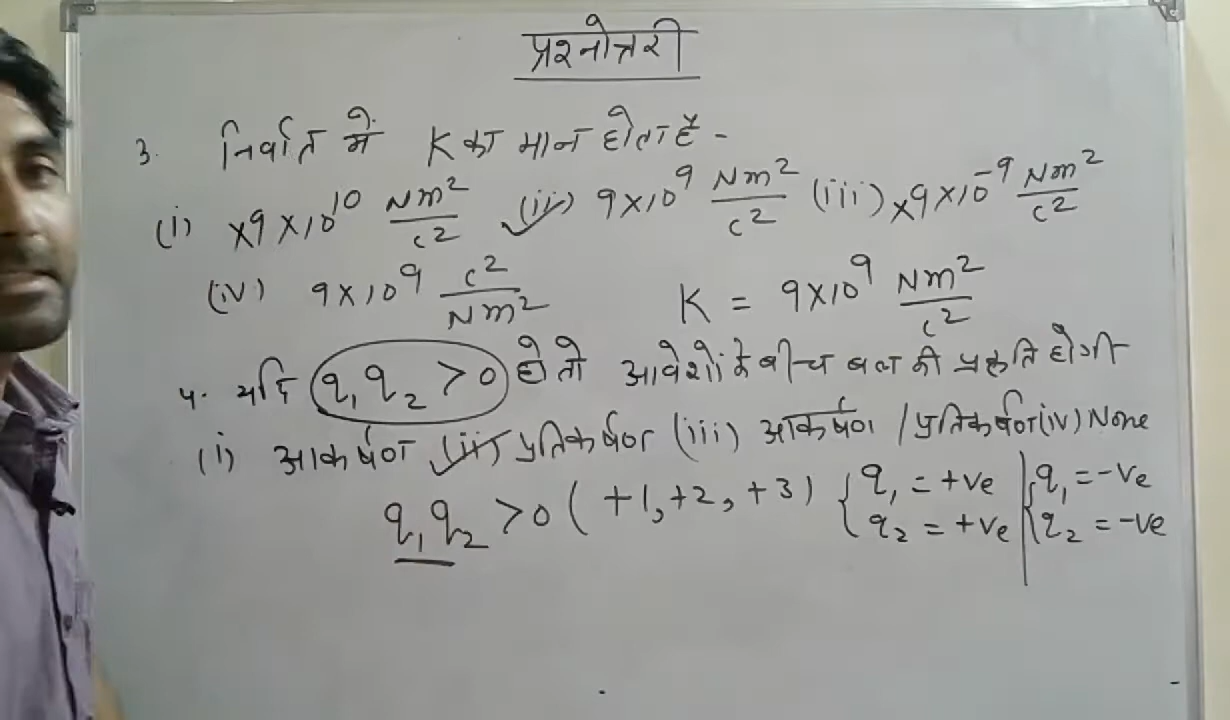 प्रश्नोत्तरी
3. निर्वात में K का मान होता है -
(i) ×9×10¹⁰ Nm²/c² (ii) 9×10⁹ Nm²/c² (iii) ×9×10⁻⁹ Nm²/c²
(iv) 9×10⁹ c²/Nm² K = 9×10⁹ Nm²/c²
4. यदि q₁q₂ >0 हो तो आवेशों के बीच बल की प्रकृति होगी
(i) आकर्षण (ii) प्रतिकर्षण (iii) आकर्षण / प्रतिकर्षण (iv) None
q₁q₂ >0 ( +1, +2, +3 ) { q₁ = +ve | { q₁ = -ve
q₂ = +ve | q₂ = -ve